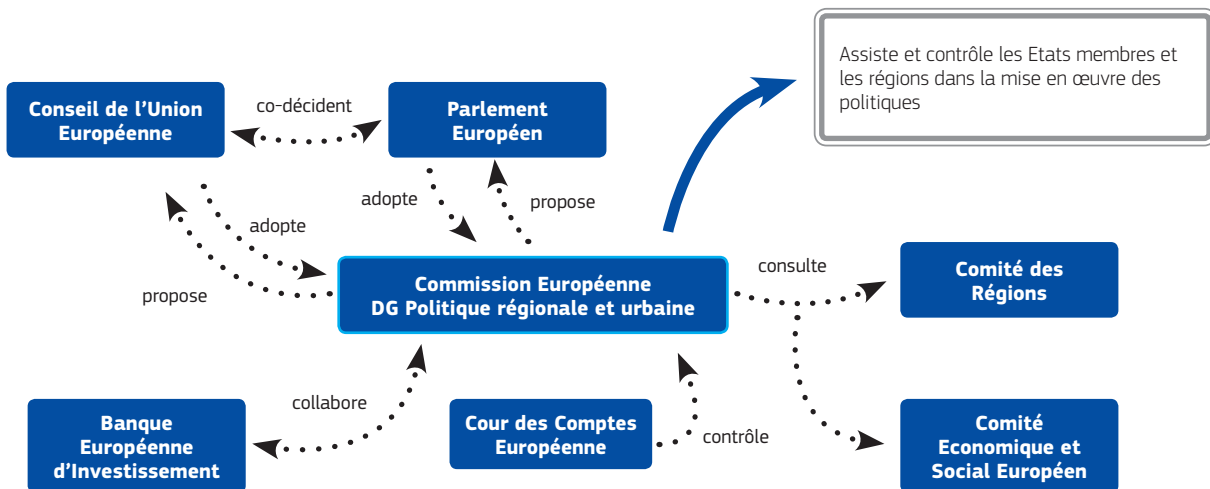 Assiste et contrôle les Etats membres et
les régions dans la mise en œuvre des
politiques
Conseil de l'Union
Européenne
co-décident
Parlement
Européen
adopte
propose
adopte
propose
Commission Européenne
DG Politique régionale et urbaine
consulte
Comité des
Régions
Banque
Européenne
d'Investissement
collabore
Cour des Comptes
Européenne
contrôle
Comité
Economique et
Social Européen